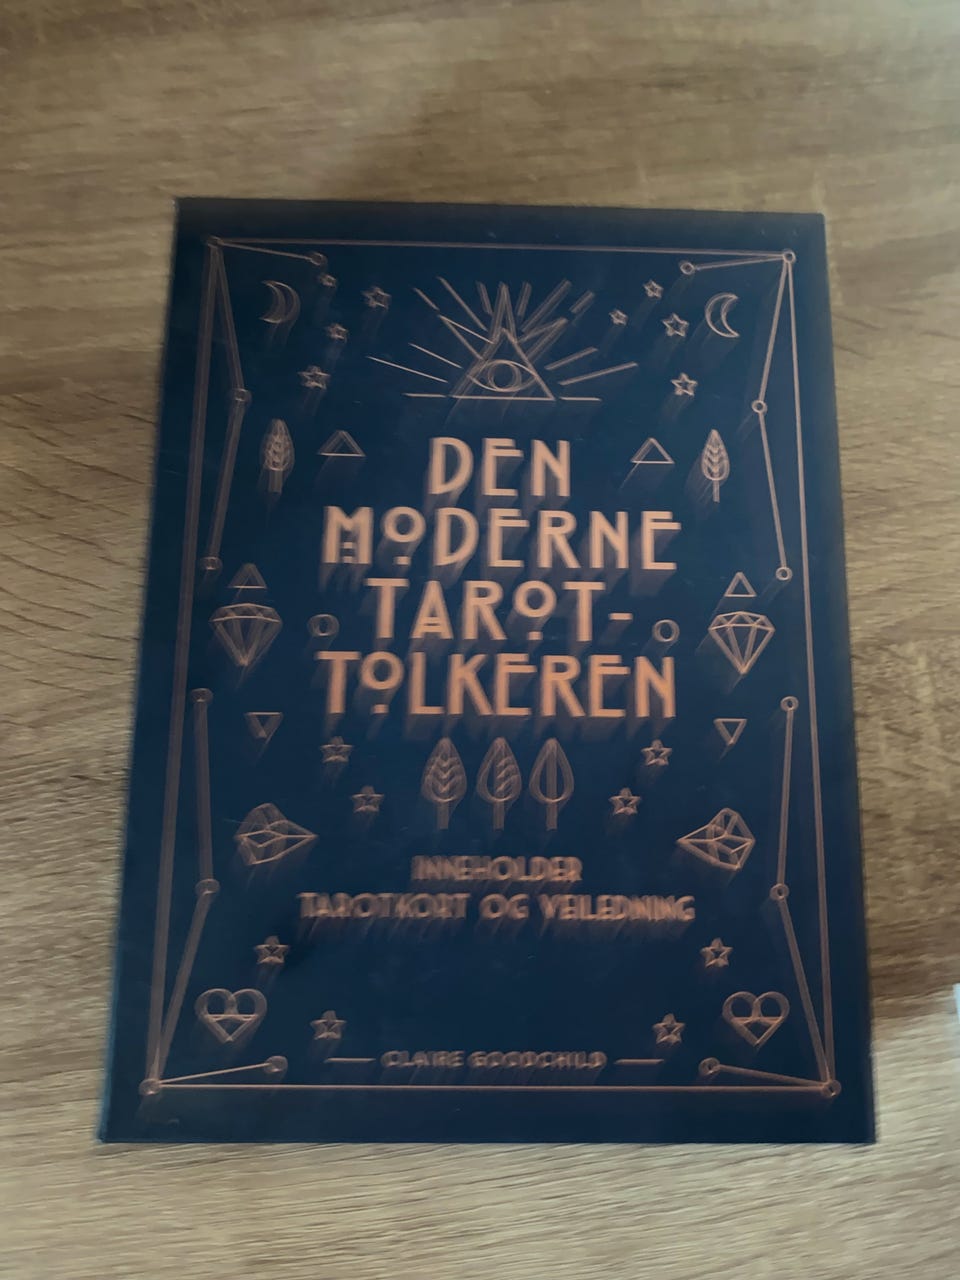 DEN
MODERNE
TAROT-
TOLKEREN
INNEHOLDER
TAROTKORT OG VEILEDNING
CLAIRE GOODCHILD